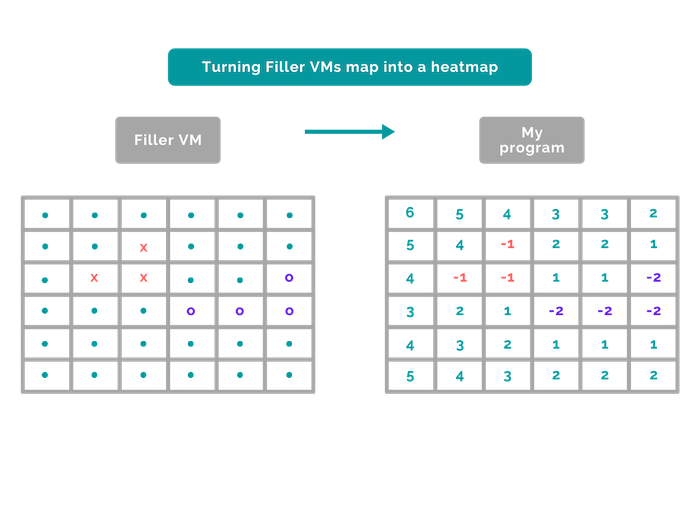 Turning Filler VMs map into a heatmap
Filler VM
My
program
• • • • • •
• • x • • •
• x x • • o
• • • o o o
• • • • • •
• • • • • •
6 5 4 3 3 2
5 4 -1 2 2 1
4 -1 -1 1 1 -2
3 2 1 -2 -2 -2
4 3 2 1 1 1
5 4 3 2 2 2